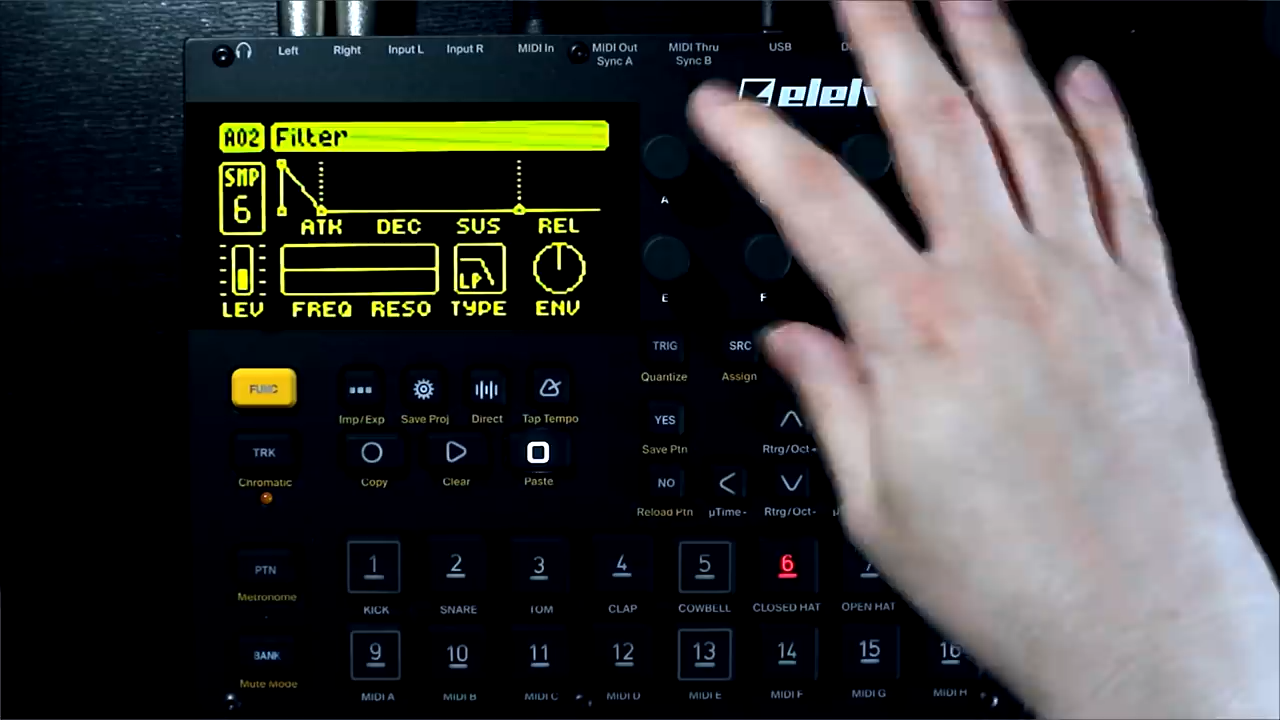 Left Right Input L Input R MIDI In MIDI Out MIDI Thru USB
Sync A Sync B
A02 Filter
SMP
6
ATK DEC SUS REL
LP
LEV FREQ RESO TYPE ENV
A
E F
TRIG SRC
Quantize Assign
FUNC
Imp/Exp Save Proj Direct Tap Tempo
YES
Save Ptn Rtrg/Oct+
TRK
Chromatic Copy Clear Paste
NO
Reload Ptn µTime- Rtrg/Oct-
PTN 1 2 3 4 5 6 7
Metronome KICK SNARE TOM CLAP COWBELL CLOSED HAT OPEN HAT
BANK 9 10 11 12 13 14 15 16
Mute Mode MIDI A MIDI B MIDI C MIDI D MIDI E MIDI F MIDI G MIDI H